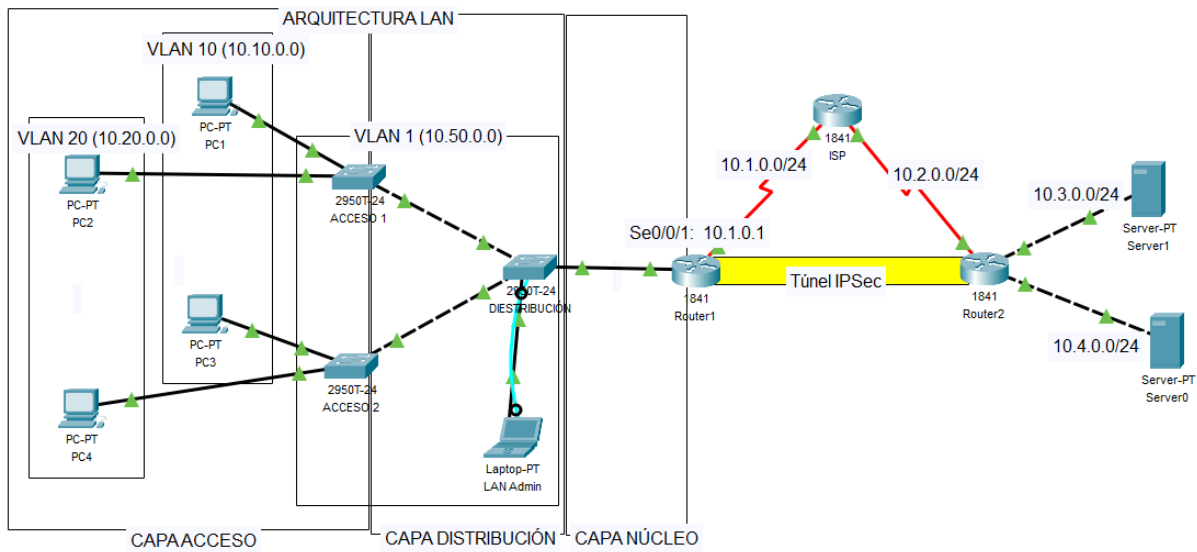 ARQUITECTURA LAN
VLAN 10 (10.10.0.0)
PC-PT
PC1
VLAN 20 (10.20.0.0)
PC-PT
PC2
VLAN 1 (10.50.0.0)
2950T-24
ACCESO 1
1841
ISP
10.1.0.0/24
10.2.0.0/24
10.3.0.0/24
Server-PT
Server1
Se0/0/1: 10.1.0.1
2950T-24
DIESTRIBUCIÓN
1841
Router1
Túnel IPSec
1841
Router2
10.4.0.0/24
Server-PT
Server0
PC-PT
PC3
2950T-24
ACCESO 2
PC-PT
PC4
Laptop-PT
LAN Admin
CAPA ACCESO
CAPA DISTRIBUCIÓN
CAPA NÚCLEO